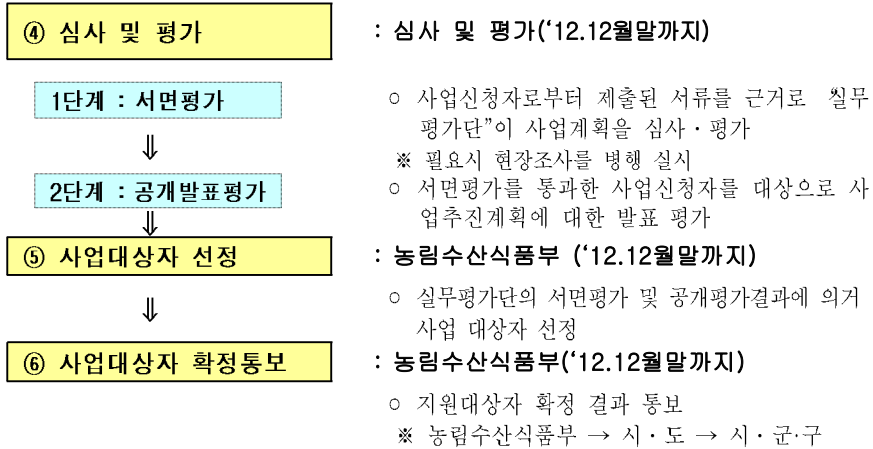 ④ 심사 및 평가 : 심사 및 평가(‘12.12월말까지)
1단계 : 서면평가 ○ 사업신청자로부터 제출된 서류를 근거로 “실무
평가단”이 사업계획을 심사・평가
⇓ ※ 필요시 현장조사를 병행 실시
2단계 : 공개발표평가 ○ 서면평가를 통과한 사업신청자를 대상으로 사
⇓ 업추진계획에 대한 발표 평가
⑤ 사업대상자 선정 : 농림수산식품부 (‘12.12월말까지)
⇓ ○ 실무평가단의 서면평가 및 공개평가결과에 의거
사업 대상자 선정
⑥ 사업대상자 확정통보 : 농림수산식품부(‘12.12월말까지)
○ 지원대상자 확정 결과 통보
※ 농림수산식품부 → 시・도 → 시・군·구